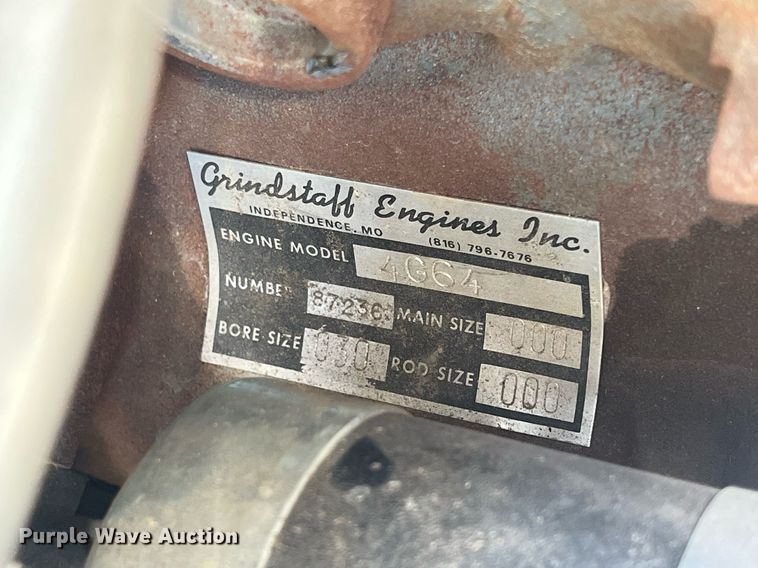 Grindstaff Engines Inc.
INDEPENDENCE, MO (816) 796-7676
ENGINE MODEL 4G64
NUMBER 87236 MAIN SIZE 000
BORE SIZE 030 ROD SIZE 000
Purple Wave Auction